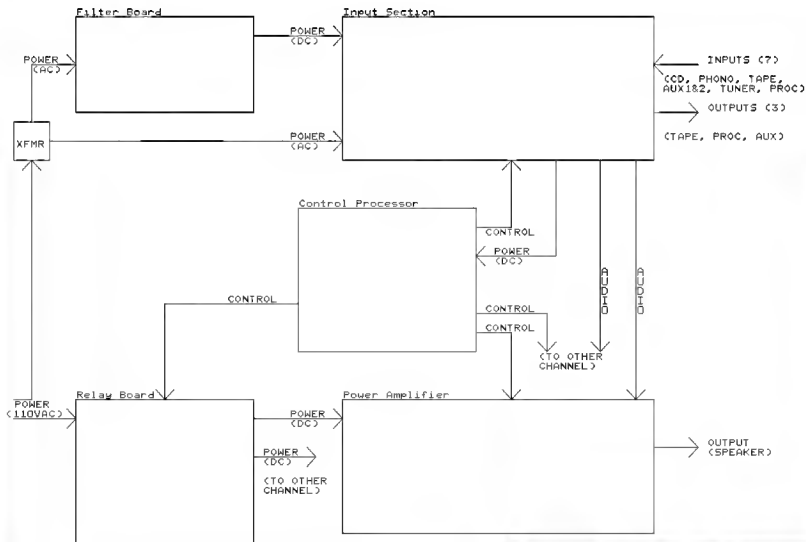 Filter Board
Input Section
POWER
(DC)
POWER
(AC)
INPUTS (7)
(CD, PHONO, TAPE,
AUX1&2, TUNER, PROC)
OUTPUTS (3)
(TAPE, PROC, AUX)
XFMR
POWER
(AC)
Control Processor
CONTROL
POWER
(DC)
AUDIO
AUDIO
CONTROL
CONTROL
CONTROL
(TO OTHER
CHANNEL)
Relay Board
Power Amplifier
POWER
(110VAC)
POWER
(DC)
POWER
(DC)
(TO OTHER
CHANNEL)
OUTPUT
(SPEAKER)